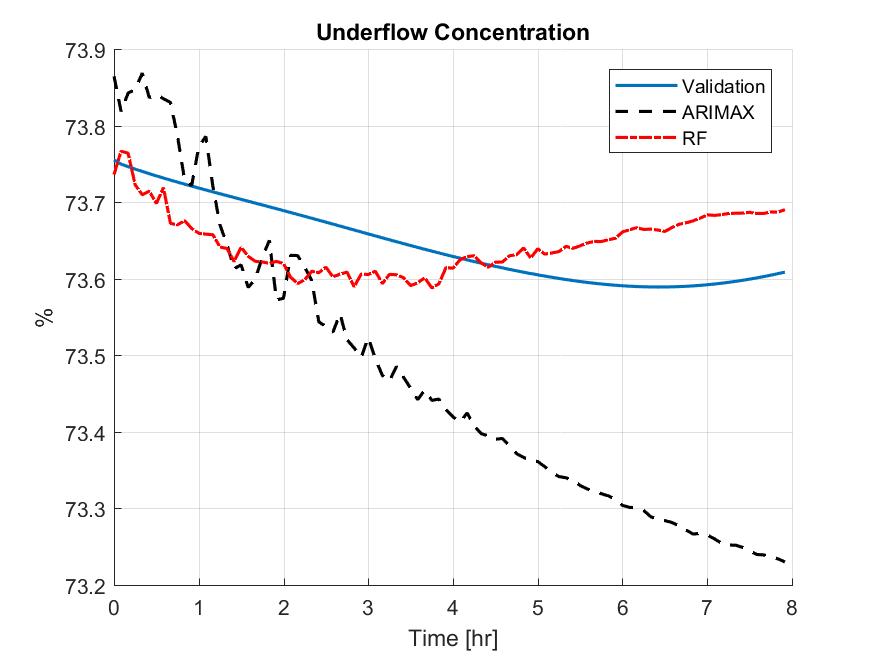 Underflow Concentration
73.9
73.8
73.7
73.6
73.5
73.4
73.3
73.2
%
Validation
ARIMAX
RF
0 1 2 3 4 5 6 7 8
Time [hr]